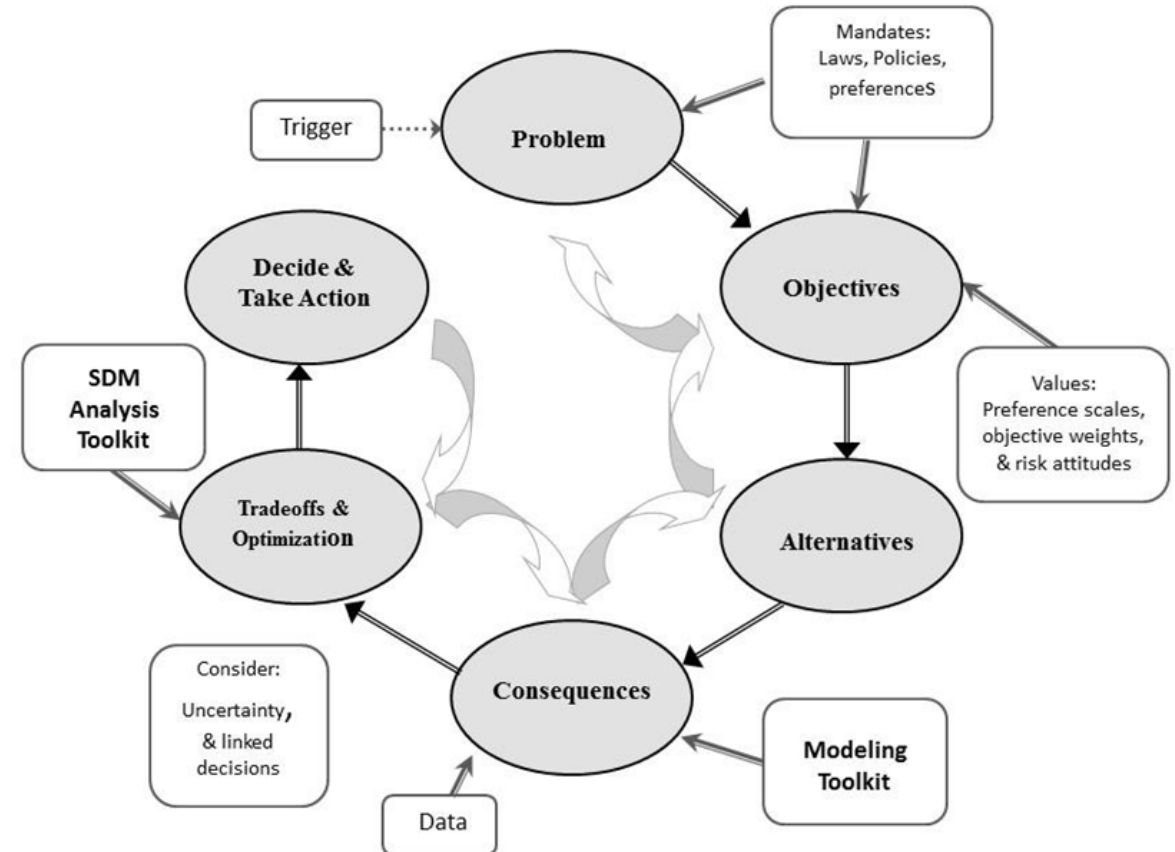 Mandates:
Laws, Policies,
preferences
Trigger
Problem
Decide &
Take Action
Objectives
SDM
Analysis
Toolkit
Values:
Preference scales,
objective weights,
& risk attitudes
Tradeoffs &
Optimization
Alternatives
Consider:
Uncertainty,
& linked
decisions
Consequences
Modeling
Toolkit
Data